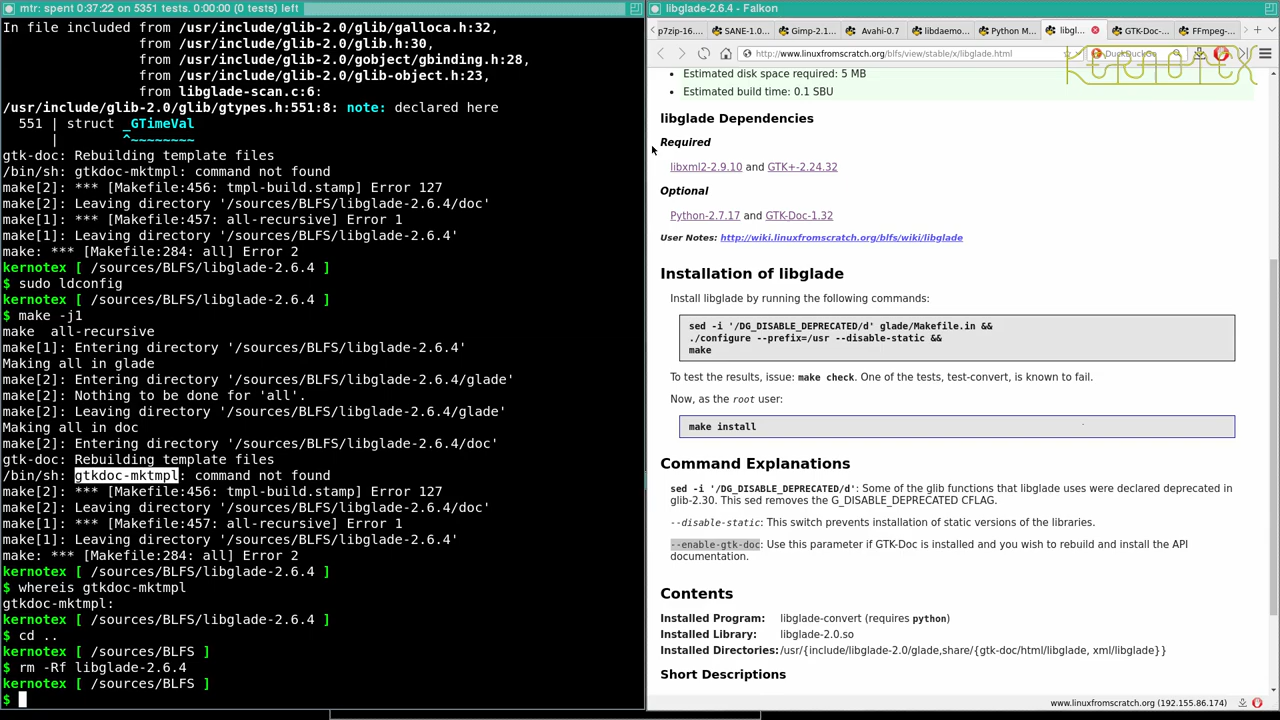 mtr: spent 0:37:22 on 5351 tests. 0:00:00 (0 tests) left
In file included from /usr/include/glib-2.0/glib/galloca.h:32,
from /usr/include/glib-2.0/glib.h:30,
from /usr/include/glib-2.0/gobject/gbinding.h:28,
from /usr/include/glib-2.0/glib-object.h:23,
from libglade-scan.c:6:
/usr/include/glib-2.0/glib/gtypes.h:551:8: note: declared here
551 | struct _GTimeVal
| ^~~~~~~~~
gtk-doc: Rebuilding template files
/bin/sh: gtkdoc-mktmpl: command not found
make[2]: *** [Makefile:456: tmpl-build.stamp] Error 127
make[2]: Leaving directory '/sources/BLFS/libglade-2.6.4/doc'
make[1]: *** [Makefile:457: all-recursive] Error 1
make[1]: Leaving directory '/sources/BLFS/libglade-2.6.4'
make: *** [Makefile:284: all] Error 2
kernotex [ /sources/BLFS/libglade-2.6.4 ]
$ sudo ldconfig
kernotex [ /sources/BLFS/libglade-2.6.4 ]
$ make -j1
make  all-recursive
make[1]: Entering directory '/sources/BLFS/libglade-2.6.4'
Making all in glade
make[2]: Entering directory '/sources/BLFS/libglade-2.6.4/glade'
make[2]: Nothing to be done for 'all'.
make[2]: Leaving directory '/sources/BLFS/libglade-2.6.4/glade'
Making all in doc
make[2]: Entering directory '/sources/BLFS/libglade-2.6.4/doc'
gtk-doc: Rebuilding template files
/bin/sh: gtkdoc-mktmpl: command not found
make[2]: *** [Makefile:456: tmpl-build.stamp] Error 127
make[2]: Leaving directory '/sources/BLFS/libglade-2.6.4/doc'
make[1]: *** [Makefile:457: all-recursive] Error 1
make[1]: Leaving directory '/sources/BLFS/libglade-2.6.4'
make: *** [Makefile:284: all] Error 2
kernotex [ /sources/BLFS/libglade-2.6.4 ]
$ whereis gtkdoc-mktmpl
gtkdoc-mktmpl:
kernotex [ /sources/BLFS/libglade-2.6.4 ]
$ cd ..
kernotex [ /sources/BLFS ]
$ rm -Rf libglade-2.6.4
kernotex [ /sources/BLFS ]
$
libglade-2.6.4 - Falkon
p7zip-16.... SANE-1.0... Gimp-2.1... Avahi-0.7 libdaemo... Python M... libgl... GTK-Doc-... FFmpeg-...
http://www.linuxfromscratch.org/blfs/view/stable/x/libglade.html
DuckDuckGo
KERNOTEX
Estimated disk space required: 5 MB
Estimated build time: 0.1 SBU
libglade Dependencies
Required
libxml2-2.9.10 and GTK+-2.24.32
Optional
Python-2.7.17 and GTK-Doc-1.32
User Notes: http://wiki.linuxfromscratch.org/blfs/wiki/libglade
Installation of libglade
Install libglade by running the following commands:
sed -i '/DG_DISABLE_DEPRECATED/d' glade/Makefile.in &&
./configure --prefix=/usr --disable-static &&
make
To test the results, issue: make check. One of the tests, test-convert, is known to fail.
Now, as the root user:
make install
Command Explanations
sed -i '/DG_DISABLE_DEPRECATED/d': Some of the glib functions that libglade uses were declared deprecated in
glib-2.30. This sed removes the G_DISABLE_DEPRECATED CFLAG.
--disable-static: This switch prevents installation of static versions of the libraries.
--enable-gtk-doc: Use this parameter if GTK-Doc is installed and you wish to rebuild and install the API
documentation.
Contents
Installed Program: libglade-convert (requires python)
Installed Library: libglade-2.0.so
Installed Directories: /usr/{include/libglade-2.0/glade,share/{gtk-doc/html/libglade, xml/libglade}}
Short Descriptions
www.linuxfromscratch.org (192.155.86.174)